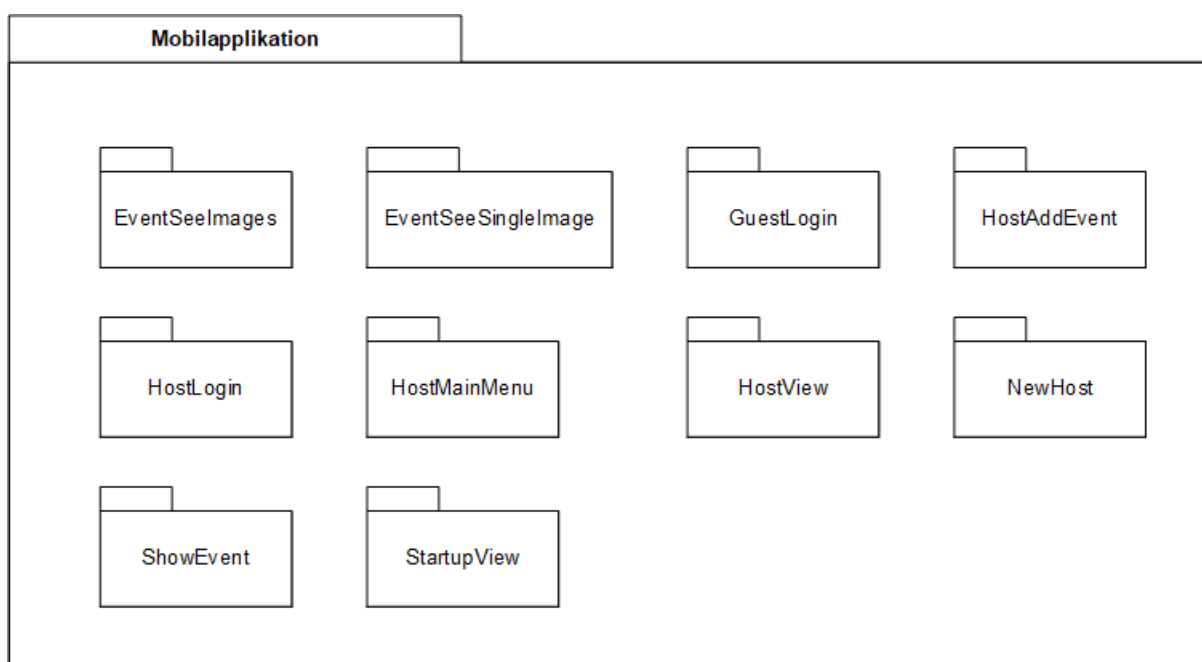 Mobilapplikation
EventSeeImages
EventSeeSingleImage
GuestLogin
HostAddEvent
HostLogin
HostMainMenu
HostView
NewHost
ShowEvent
StartupView